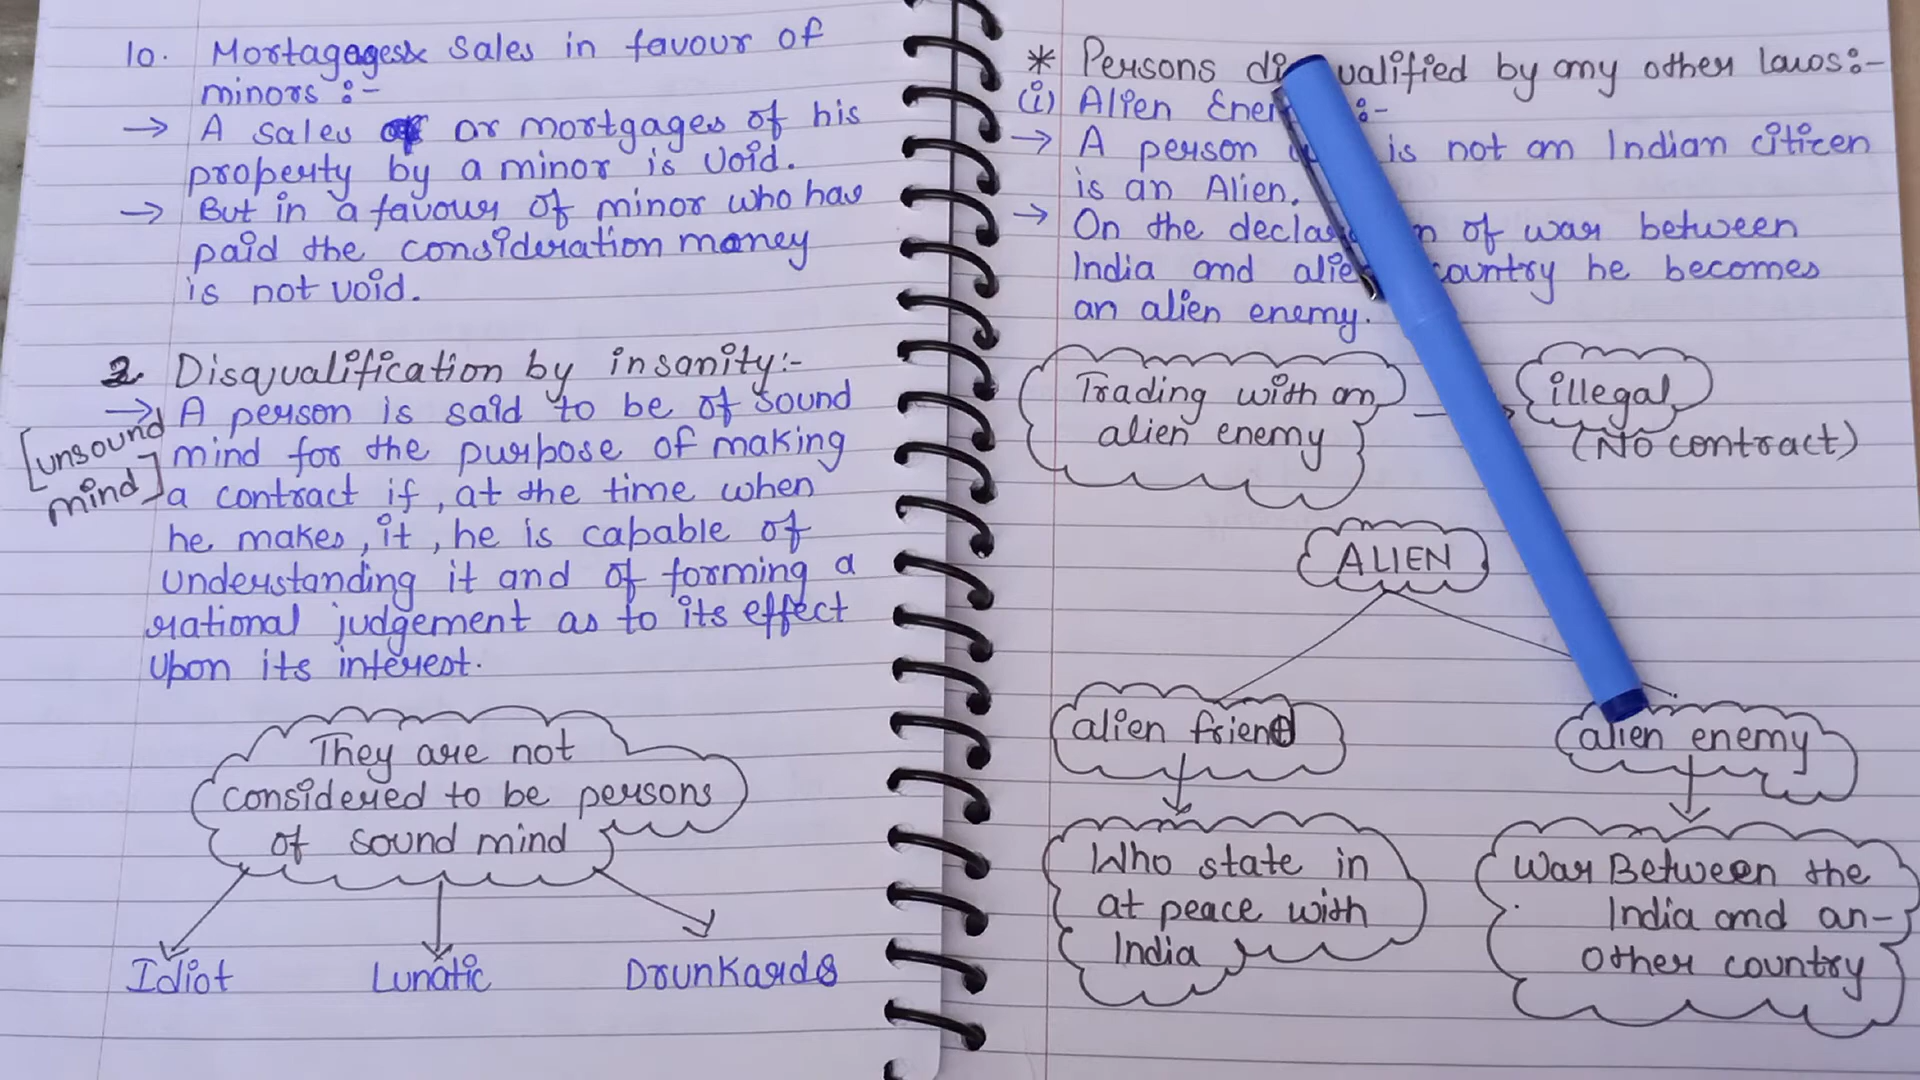 10. Mortagages& Sales in favour of
minors :-
→ A sales or mortgages of his
property by a minor is void.
→ But in a favour of minor who has
paid the consideration money
is not void.
2. Disqualification by insanity:-
[unsound
mind]
→ A person is said to be of sound
mind for the purpose of making
a contract if, at the time when
he makes, it, he is capable of
understanding it and of forming a
rational judgement as to its effect
upon its interest.
They are not
considered to be persons
of sound mind
Idiot Lunatic Drunkards
* Persons di ualified by any other laws:-
(i) Alien Ene :-
→ A person is not an Indian citicen
is an Alien.
→ On the decla n of war between
India and alie country he becomes
an alien enemy.
Trading with an
alien enemy
→ illegal
(No contract)
ALIEN
alien friend alien enemy
Who state in
at peace with
India
War Between the
India and an-
other country